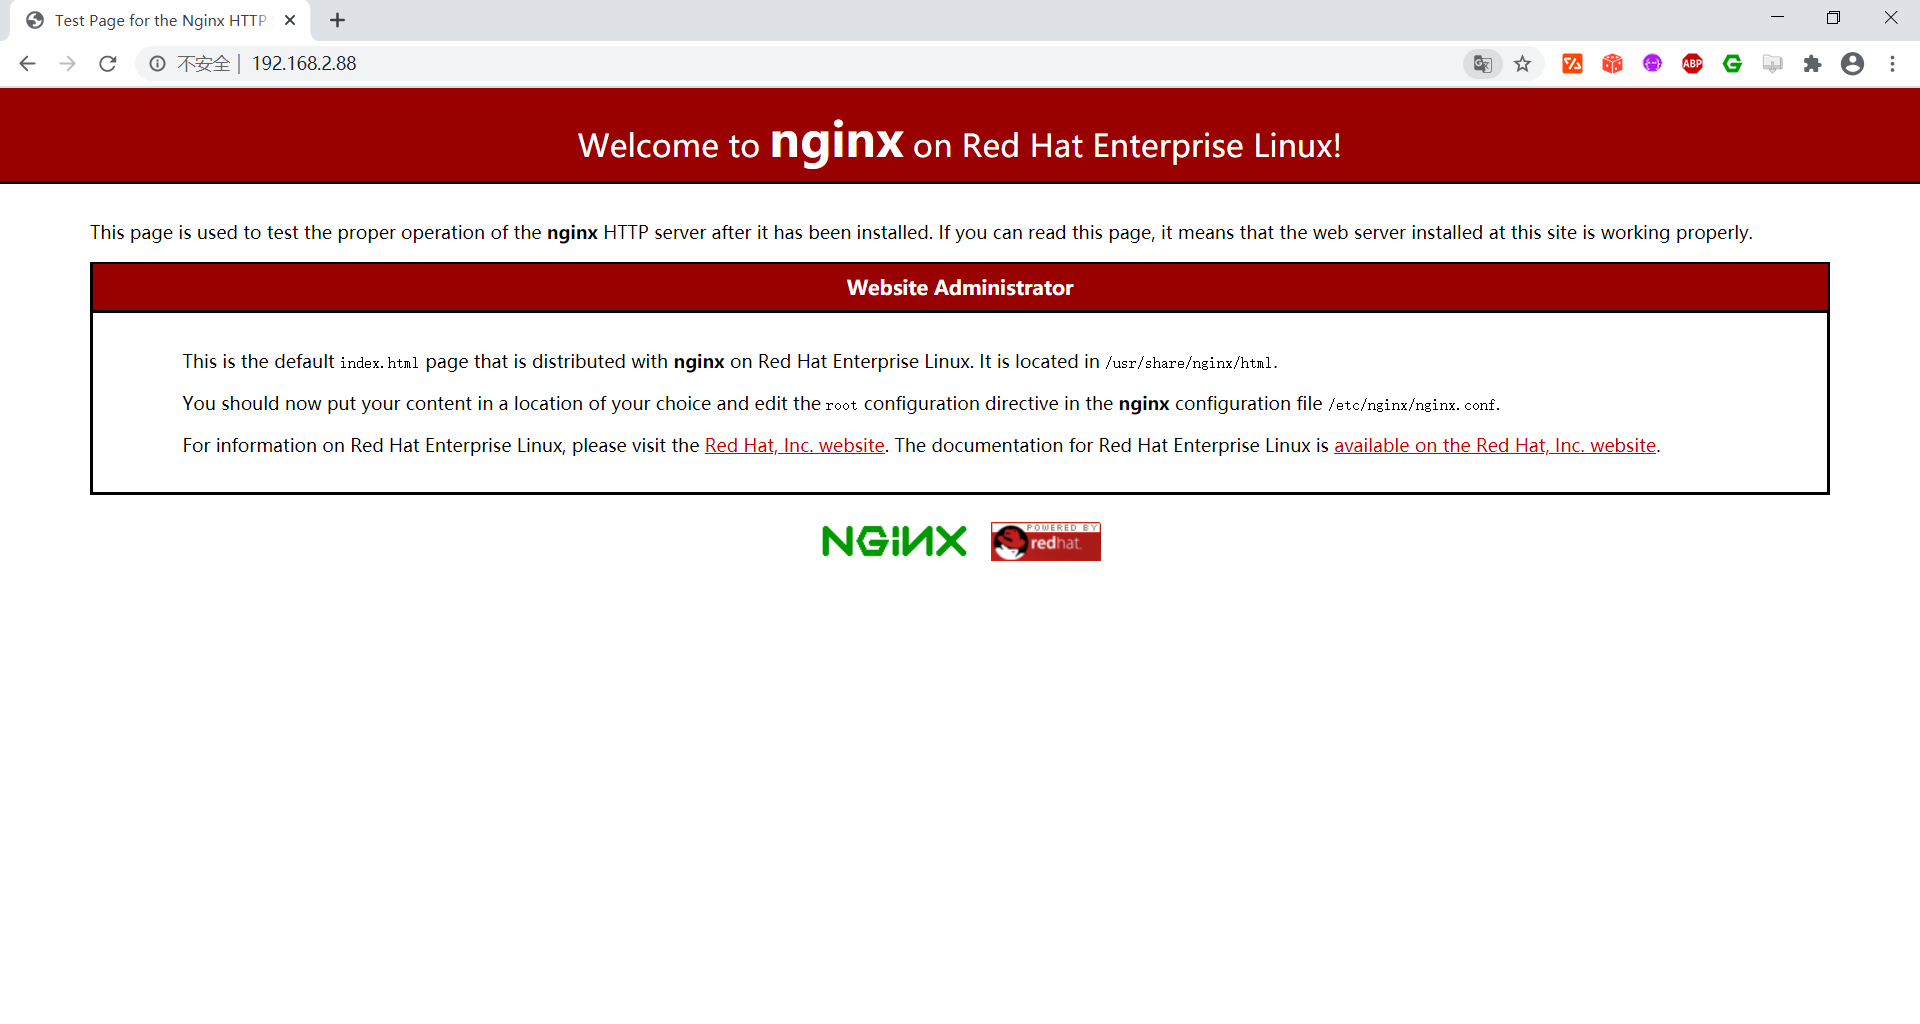 Test Page for the Nginx HTTP
不安全 | 192.168.2.88
ABP
Welcome to nginx on Red Hat Enterprise Linux!
This page is used to test the proper operation of the nginx HTTP server after it has been installed. If you can read this page, it means that the web server installed at this site is working properly.
Website Administrator
This is the default index.html page that is distributed with nginx on Red Hat Enterprise Linux. It is located in /usr/share/nginx/html.
You should now put your content in a location of your choice and edit the root configuration directive in the nginx configuration file /etc/nginx/nginx.conf.
For information on Red Hat Enterprise Linux, please visit the Red Hat, Inc. website. The documentation for Red Hat Enterprise Linux is available on the Red Hat, Inc. website.
NGINX
POWERED BY
redhat.